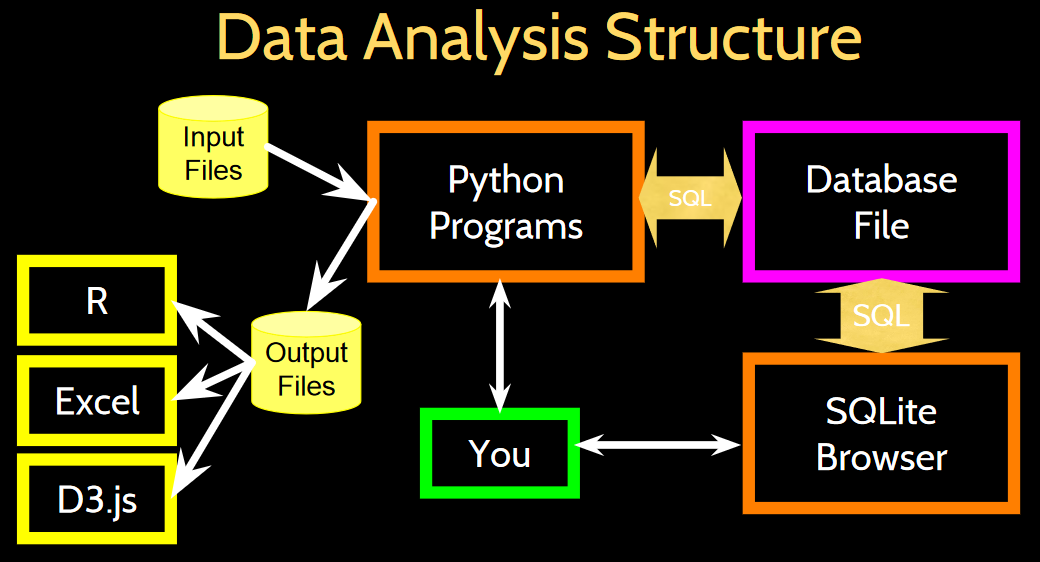 Data Analysis Structure
Input
Files
Python
Programs
SQL
Database
File
R
Excel
D3.js
Output
Files
SQL
You
SQLite
Browser